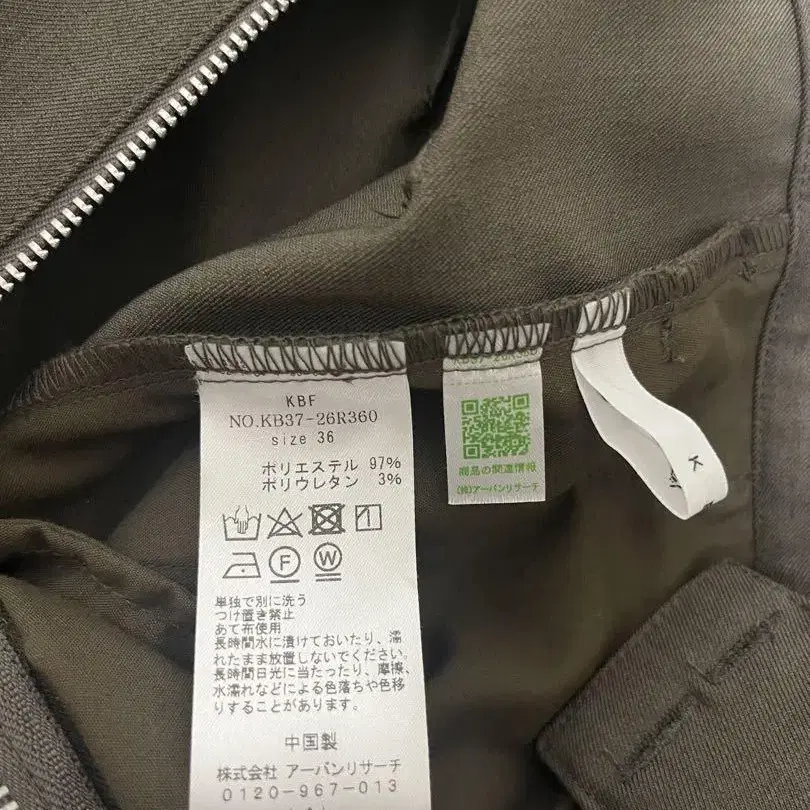 KBF
NO.KB37-26R360
size 36
ポリエステル 97%
ポリウレタン 3%
F
W
単独で別に洗う
つけ置き禁止
あて布使用
長時間水に漬けておいたり、濡
れたまま放置しないでください。
長時間日光に当たったり、摩擦、
水濡れなどによる色落ちや色移
りすることがあります。
中国製
株式会社 アーバンリサーチ
0120-967-013
商品の関連情報
(株)アーバンリサーチ
K